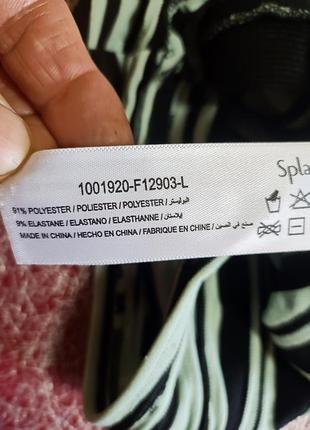 1001920-F12903-L
Spla
91% POLYESTER / POLIESTER / POLYESTER / البوليستر
9% ELASTANE / ELASTANO / ELASTHANNE / إيلاستان
MADE IN CHINA / HECHO EN CHINA / FABRIQUE EN CHINE / صنع في الصين